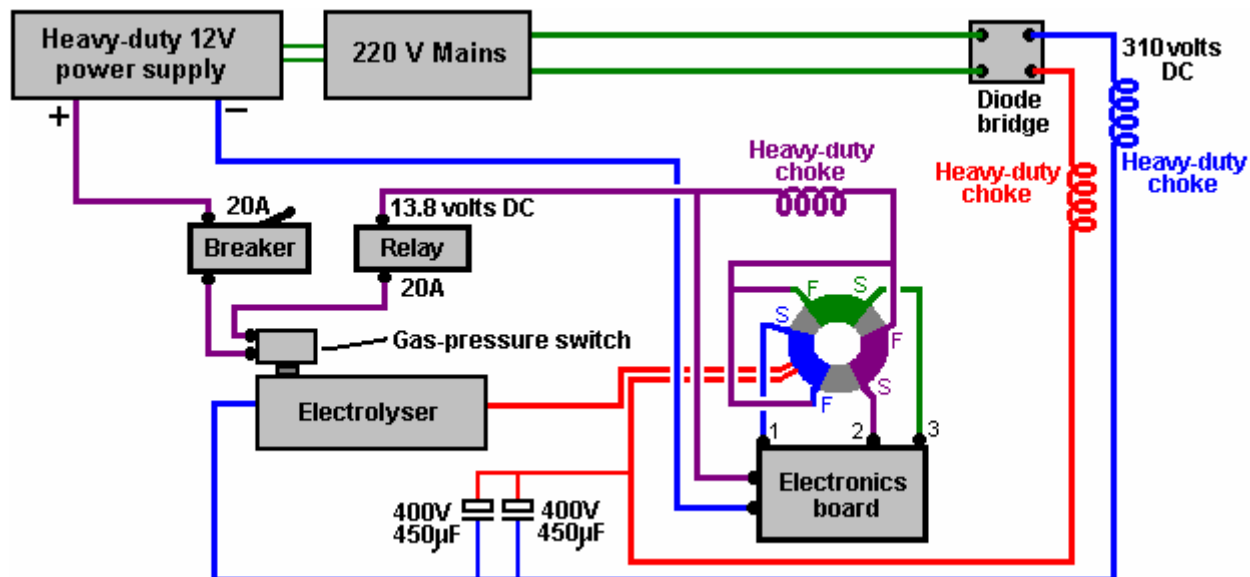 Heavy-duty 12V
power supply
220 V Mains
310 volts
DC
Diode
bridge
+
−
Heavy-duty
choke
Heavy-duty
choke
Heavy-duty
choke
20A
13.8 volts DC
Breaker
Relay
20A
F
S
S
F
S
F
Gas-pressure switch
Electrolyser
1
2
3
Electronics
board
400V
450µF
400V
450µF